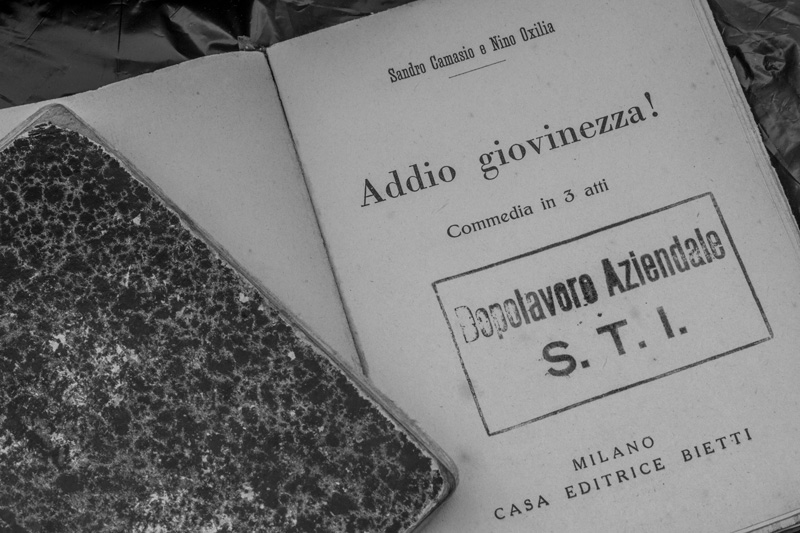 Sandro Camasio e Nino Oxilia
Addio giovinezza!
Commedia in 3 atti
Dopolavoro Aziendale
S. T. I.
MILANO
CASA EDITRICE BIETTI